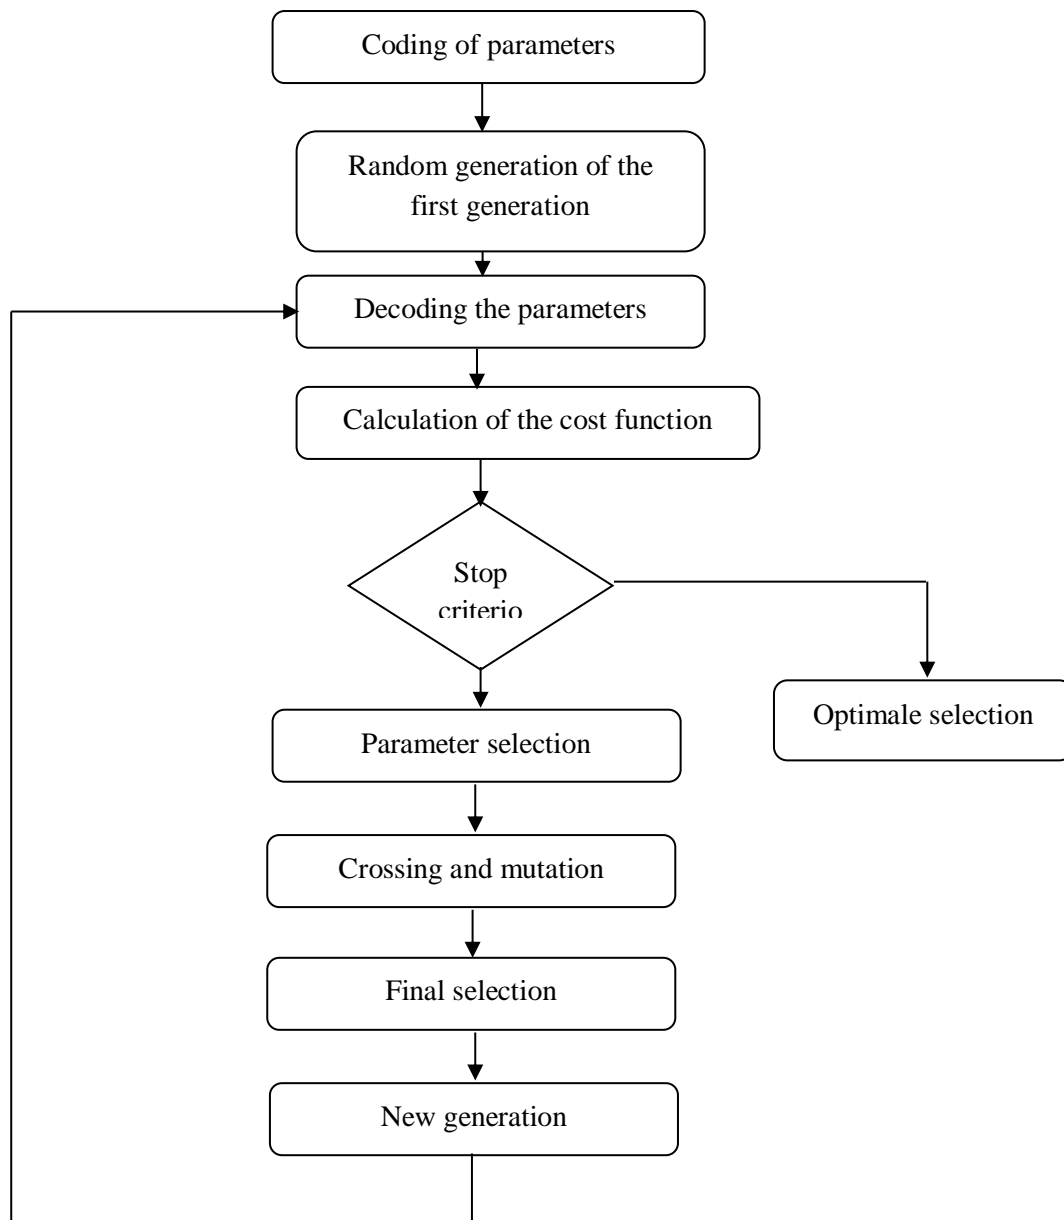 Coding of parameters
Random generation of the
first generation
Decoding the parameters
Calculation of the cost function
Stop
criterio
Optimale selection
Parameter selection
Crossing and mutation
Final selection
New generation